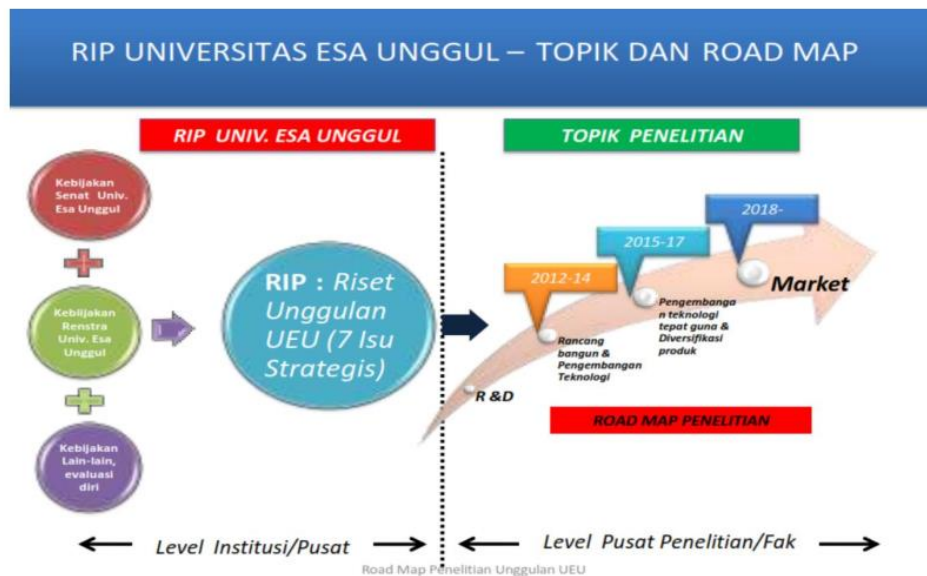 RIP UNIVERSITAS ESA UNGGUL – TOPIK DAN ROAD MAP
RIP UNIV. ESA UNGGUL
TOPIK PENELITIAN
Kebijakan
Senat Univ.
Esa Unggul
Kebiijakan
Renstra
Univ. Esa
Unggul
Kebijakan
Lain-lain,
evaluasi
diri
RIP : Riset
Unggulan
UEU (7 Isu
Strategis)
R &D
2012-14
Rancang
bangun &
Pengembangan
Teknologi
2015-17
Pengembanga
n teknologi
tepat guna &
Diversifikasi
produk
2018-
Market
ROAD MAP PENELITIAN
Level Institusi/Pusat
Level Pusat Penelitian/Fak
Road Map Penelitian Unggulan UEU